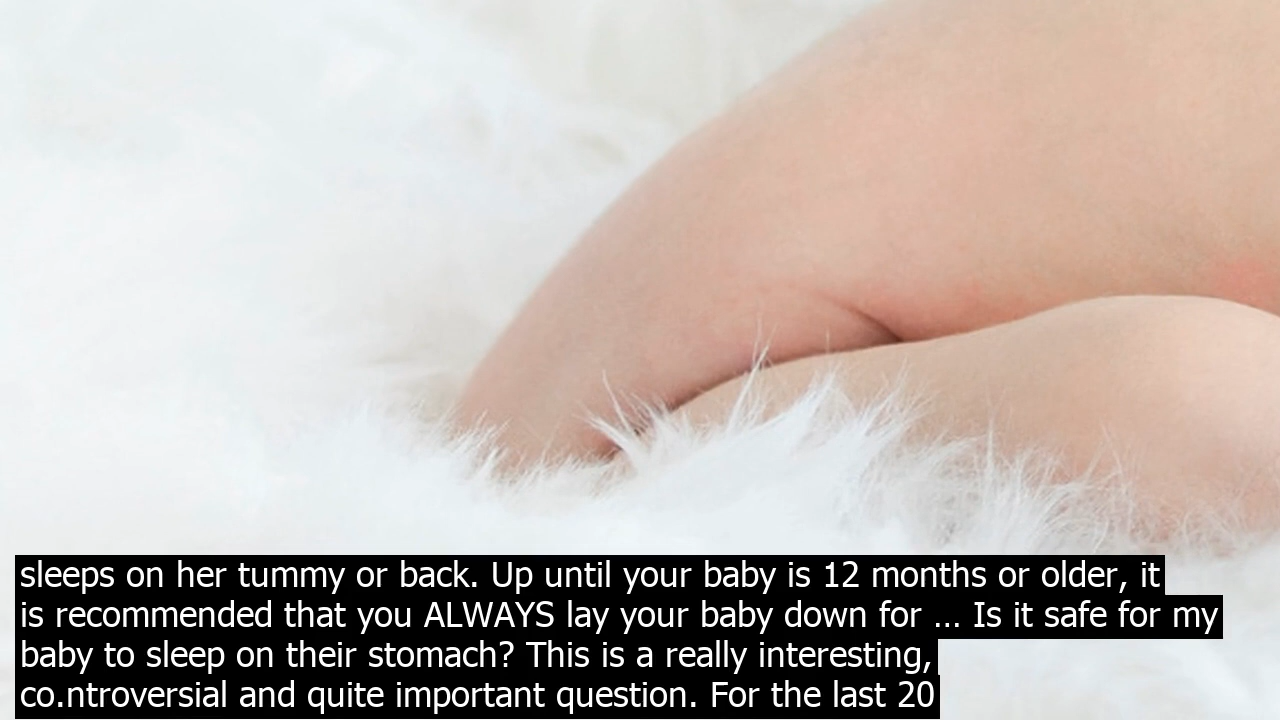 sleeps on her tummy or back. Up until your baby is 12 months or older, it
is recommended that you ALWAYS lay your baby down for ... Is it safe for my
baby to sleep on their stomach? This is a really interesting,
co.ntroversial and quite important question. For the last 20